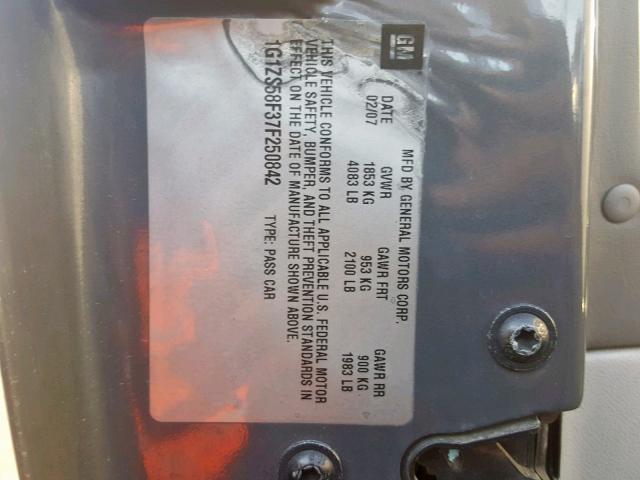 GM
MFD BY GENERAL MOTORS CORP.
DATE GVWR GAWR FRT GAWR RR
02/07 1853 KG 953 KG 900 KG
4083 LB 2100 LB 1983 LB
THIS VEHICLE CONFORMS TO ALL APPLICABLE U.S. FEDERAL MOTOR
VEHICLE SAFETY, BUMPER, AND THEFT PREVENTION STANDARDS IN
EFFECT ON THE DATE OF MANUFACTURE SHOWN ABOVE.
1G1ZS58F37F250842 TYPE: PASS CAR